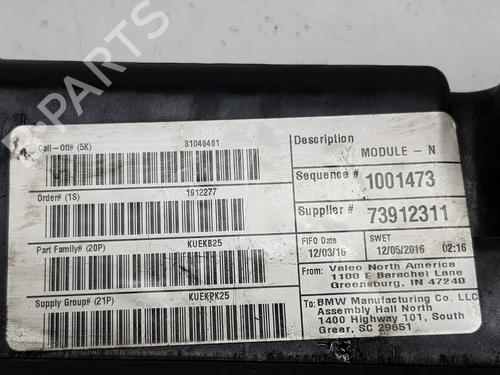 Call-Off# (5K) 81046461
Order# (1S) 1912277
Part Family# (20P) KUEKB25
Supply Group# (21P) KUEKPK25
Description
MODULE - N
Sequence # 1001473
Supplier # 73912311
FIFO Date SWET
12/03/16 12/05/2016 02:16
From: Valeo North America
1100 E Barachel Lane
Greensburg, IN 47240
To: BMW Manufacturing Co. LLC
Assembly Hall North
1400 Highway 101, South
Greer, SC 29651
B-PARTS